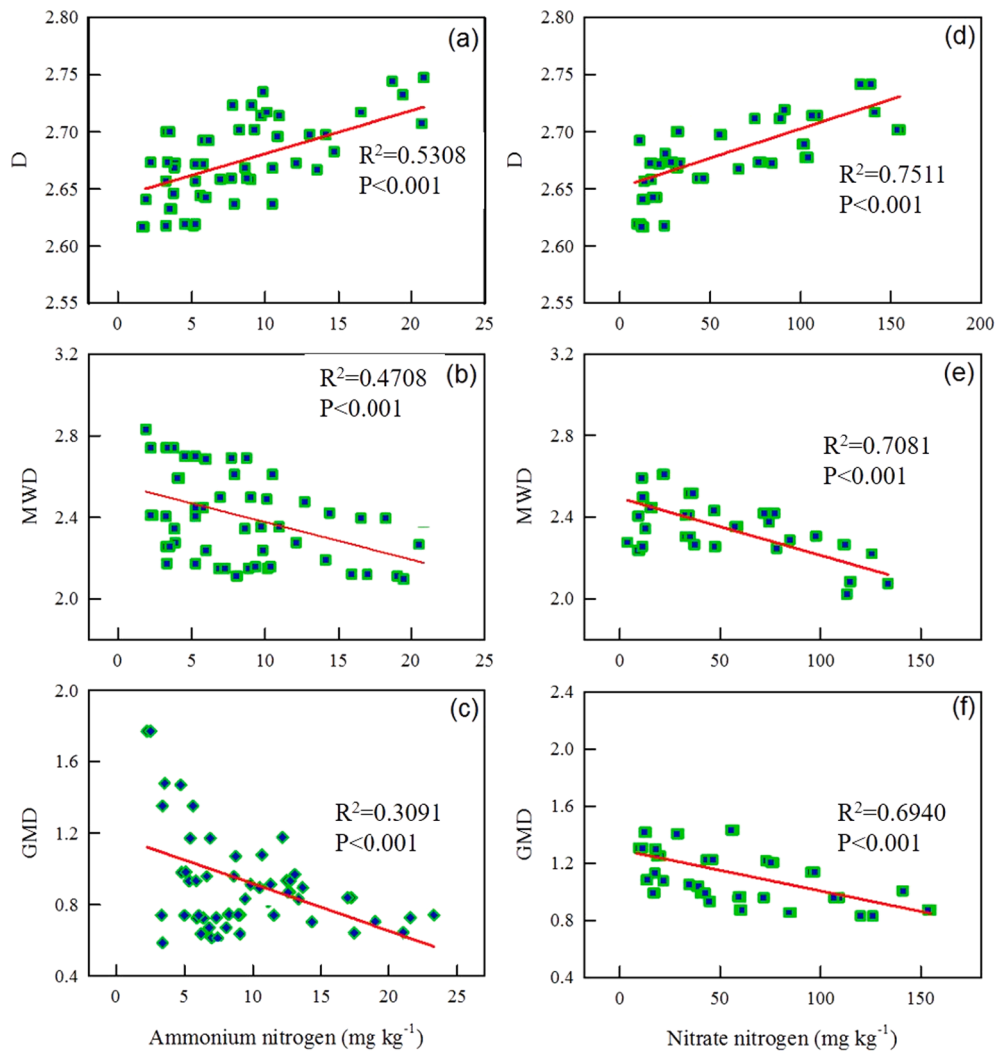 (a)
2.80
2.75
2.70
2.65
2.60
2.55
D
R²=0.5308
P<0.001
0 5 10 15 20 25
(d)
2.80
2.75
2.70
2.65
2.60
2.55
D
R²=0.7511
P<0.001
0 50 100 150 200
(b)
3.2
2.8
2.4
2.0
MWD
R²=0.4708
P<0.001
0 5 10 15 20 25
(e)
3.2
2.8
2.4
2.0
MWD
R²=0.7081
P<0.001
0 50 100 150
(c)
2.0
1.6
1.2
0.8
0.4
GMD
R²=0.3091
P<0.001
0 5 10 15 20 25
Ammonium nitrogen (mg kg⁻¹)
(f)
2.4
2.0
1.6
1.2
0.8
0.4
GMD
R²=0.6940
P<0.001
0 50 100 150
Nitrate nitrogen (mg kg⁻¹)